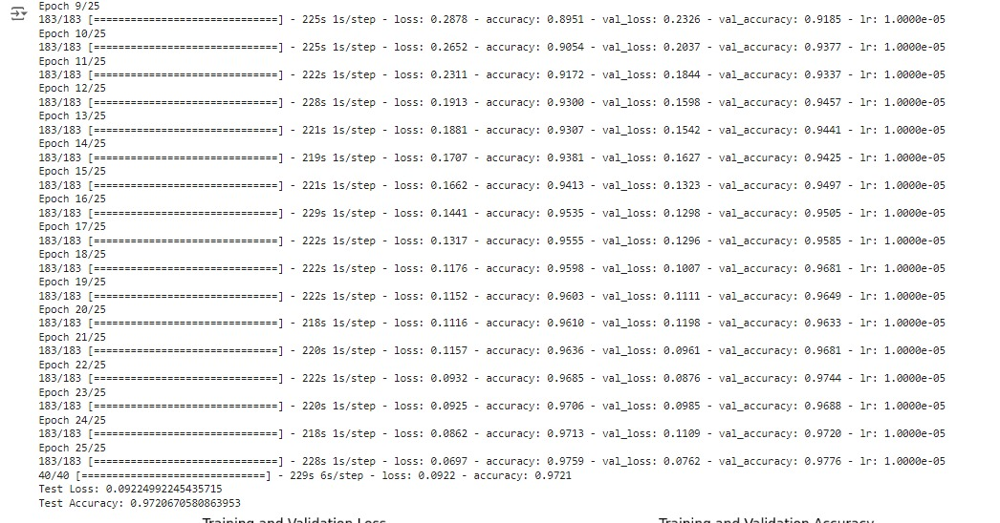 Epoch 9/25
183/183 [==============================] - 225s 1s/step - loss: 0.2878 - accuracy: 0.8951 - val_loss: 0.2326 - val_accuracy: 0.9185 - lr: 1.0000e-05
Epoch 10/25
183/183 [==============================] - 225s 1s/step - loss: 0.2652 - accuracy: 0.9054 - val_loss: 0.2037 - val_accuracy: 0.9377 - lr: 1.0000e-05
Epoch 11/25
183/183 [==============================] - 222s 1s/step - loss: 0.2311 - accuracy: 0.9172 - val_loss: 0.1844 - val_accuracy: 0.9337 - lr: 1.0000e-05
Epoch 12/25
183/183 [==============================] - 228s 1s/step - loss: 0.1913 - accuracy: 0.9300 - val_loss: 0.1598 - val_accuracy: 0.9457 - lr: 1.0000e-05
Epoch 13/25
183/183 [==============================] - 221s 1s/step - loss: 0.1881 - accuracy: 0.9307 - val_loss: 0.1542 - val_accuracy: 0.9441 - lr: 1.0000e-05
Epoch 14/25
183/183 [==============================] - 219s 1s/step - loss: 0.1707 - accuracy: 0.9381 - val_loss: 0.1627 - val_accuracy: 0.9425 - lr: 1.0000e-05
Epoch 15/25
183/183 [==============================] - 221s 1s/step - loss: 0.1662 - accuracy: 0.9413 - val_loss: 0.1323 - val_accuracy: 0.9497 - lr: 1.0000e-05
Epoch 16/25
183/183 [==============================] - 229s 1s/step - loss: 0.1441 - accuracy: 0.9535 - val_loss: 0.1298 - val_accuracy: 0.9505 - lr: 1.0000e-05
Epoch 17/25
183/183 [==============================] - 222s 1s/step - loss: 0.1317 - accuracy: 0.9555 - val_loss: 0.1296 - val_accuracy: 0.9585 - lr: 1.0000e-05
Epoch 18/25
183/183 [==============================] - 222s 1s/step - loss: 0.1176 - accuracy: 0.9598 - val_loss: 0.1007 - val_accuracy: 0.9681 - lr: 1.0000e-05
Epoch 19/25
183/183 [==============================] - 222s 1s/step - loss: 0.1152 - accuracy: 0.9603 - val_loss: 0.1111 - val_accuracy: 0.9649 - lr: 1.0000e-05
Epoch 20/25
183/183 [==============================] - 218s 1s/step - loss: 0.1116 - accuracy: 0.9610 - val_loss: 0.1198 - val_accuracy: 0.9633 - lr: 1.0000e-05
Epoch 21/25
183/183 [==============================] - 220s 1s/step - loss: 0.1157 - accuracy: 0.9636 - val_loss: 0.0961 - val_accuracy: 0.9681 - lr: 1.0000e-05
Epoch 22/25
183/183 [==============================] - 222s 1s/step - loss: 0.0932 - accuracy: 0.9685 - val_loss: 0.0876 - val_accuracy: 0.9744 - lr: 1.0000e-05
Epoch 23/25
183/183 [==============================] - 220s 1s/step - loss: 0.0925 - accuracy: 0.9706 - val_loss: 0.0985 - val_accuracy: 0.9688 - lr: 1.0000e-05
Epoch 24/25
183/183 [==============================] - 218s 1s/step - loss: 0.0862 - accuracy: 0.9713 - val_loss: 0.1109 - val_accuracy: 0.9720 - lr: 1.0000e-05
Epoch 25/25
183/183 [==============================] - 228s 1s/step - loss: 0.0697 - accuracy: 0.9759 - val_loss: 0.0762 - val_accuracy: 0.9776 - lr: 1.0000e-05
40/40 [==============================] - 229s 6s/step - loss: 0.0922 - accuracy: 0.9721
Test Loss: 0.09224992245435715
Test Accuracy: 0.9720670580863953
Training and Validation Loss Training and Validation Accuracy